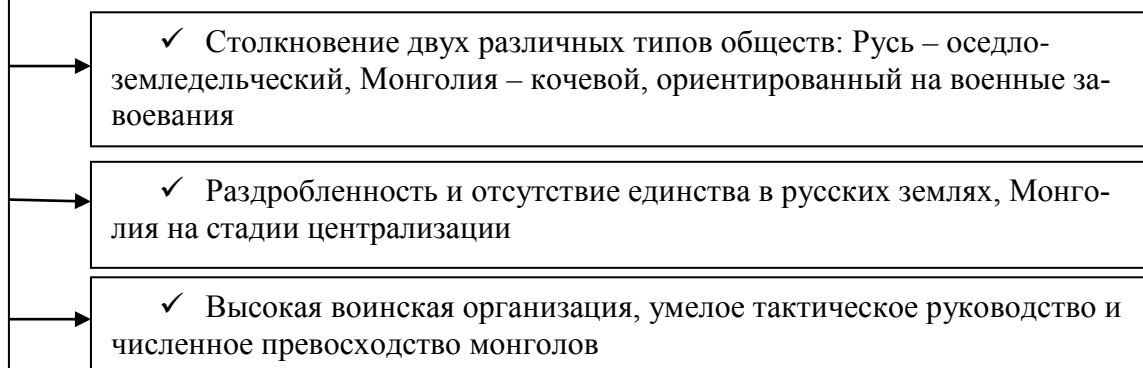 ✓ Столкновение двух различных типов обществ: Русь – оседло-
земледельческий, Монголия – кочевой, ориентированный на военные за-
воевания
✓ Раздробленность и отсутствие единства в русских землях, Монго-
лия на стадии централизации
✓ Высокая воинская организация, умелое тактическое руководство и
численное превосходство монголов